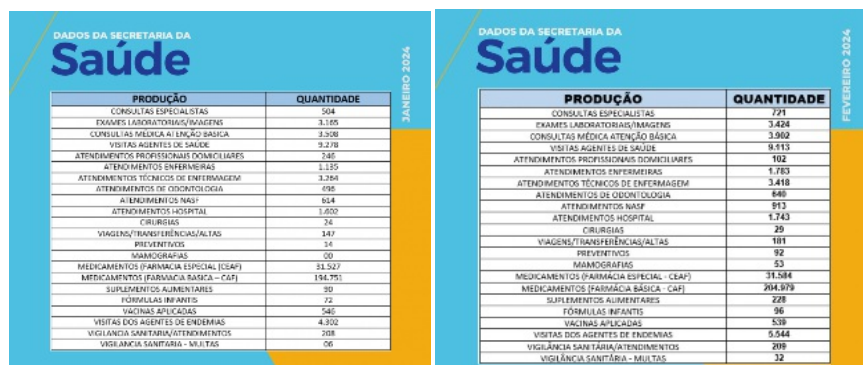 DADOS DA SECRETARIA DA
Saúde
JANEIRO 2024
PRODUÇÃO QUANTIDADE
CONSULTAS ESPECIALISTAS 504
EXAMES LABORATORIAIS/IMAGENS 3.165
CONSULTAS MÉDICA ATENÇÃO BASICA 3.508
VISITAS AGENTES DE SAÚDE 9.278
ATENDIMENTOS PROFISSIONAIS DOMICILIARES 246
ATENDIMENTOS ENFERMEIRAS 1.135
ATENDIMENTOS TÉCNICOS DE ENFERMAGEM 3.264
ATENDIMENTOS DE ODONTOLOGIA 496
ATENDIMENTOS NASF 614
ATENDIMENTOS HOSPITAL 1.602
CIRURGIAS 24
VIAGENS/TRANSFERÊNCIAS/ALTAS 147
PREVENTIVOS 14
MAMOGRAFIAS 00
MEDICAMENTOS (FARMACIA ESPECIAL (CEAF) 31.527
MEDICAMENTOS (FARMACIA BASICA – CAF) 194.751
SUPLEMENTOS ALIMENTARES 90
FÓRMULAS INFANTIS 72
VACINAS APLICADAS 546
VISITAS DOS AGENTES DE ENDEMIAS 4.302
VIGILANCIA SANITARIA/ATENDIMENTOS 208
VIGILANCIA SANITARIA - MULTAS 06
DADOS DA SECRETARIA DA
Saúde
FEVEREIRO 2024
PRODUÇÃO QUANTIDADE
CONSULTAS ESPECIALISTAS 721
EXAMES LABORATORIAIS/IMAGENS 3.424
CONSULTAS MÉDICA ATENÇÃO BÁSICA 3.902
VISITAS AGENTES DE SAÚDE 9.113
ATENDIMENTOS PROFISSIONAIS DOMICILIARES 102
ATENDIMENTOS ENFERMEIRAS 1.783
ATENDIMENTOS TÉCNICOS DE ENFERMAGEM 3.418
ATENDIMENTOS DE ODONTOLOGIA 640
ATENDIMENTOS NASF 913
ATENDIMENTOS HOSPITAL 1.743
CIRURGIAS 29
VIAGENS/TRANSFERÊNCIAS/ALTAS 181
PREVENTIVOS 92
MAMOGRAFIAS 53
MEDICAMENTOS (FARMÁCIA ESPECIAL - CEAF) 31.584
MEDICAMENTOS (FARMÁCIA BÁSICA - CAF) 204.979
SUPLEMENTOS ALIMENTARES 228
FÓRMULAS INFANTIS 96
VACINAS APLICADAS 539
VISITAS DOS AGENTES DE ENDEMIAS 5.544
VIGILÂNCIA SANITÁRIA/ATENDIMENTOS 209
VIGILÂNCIA SANITÁRIA - MULTAS 32